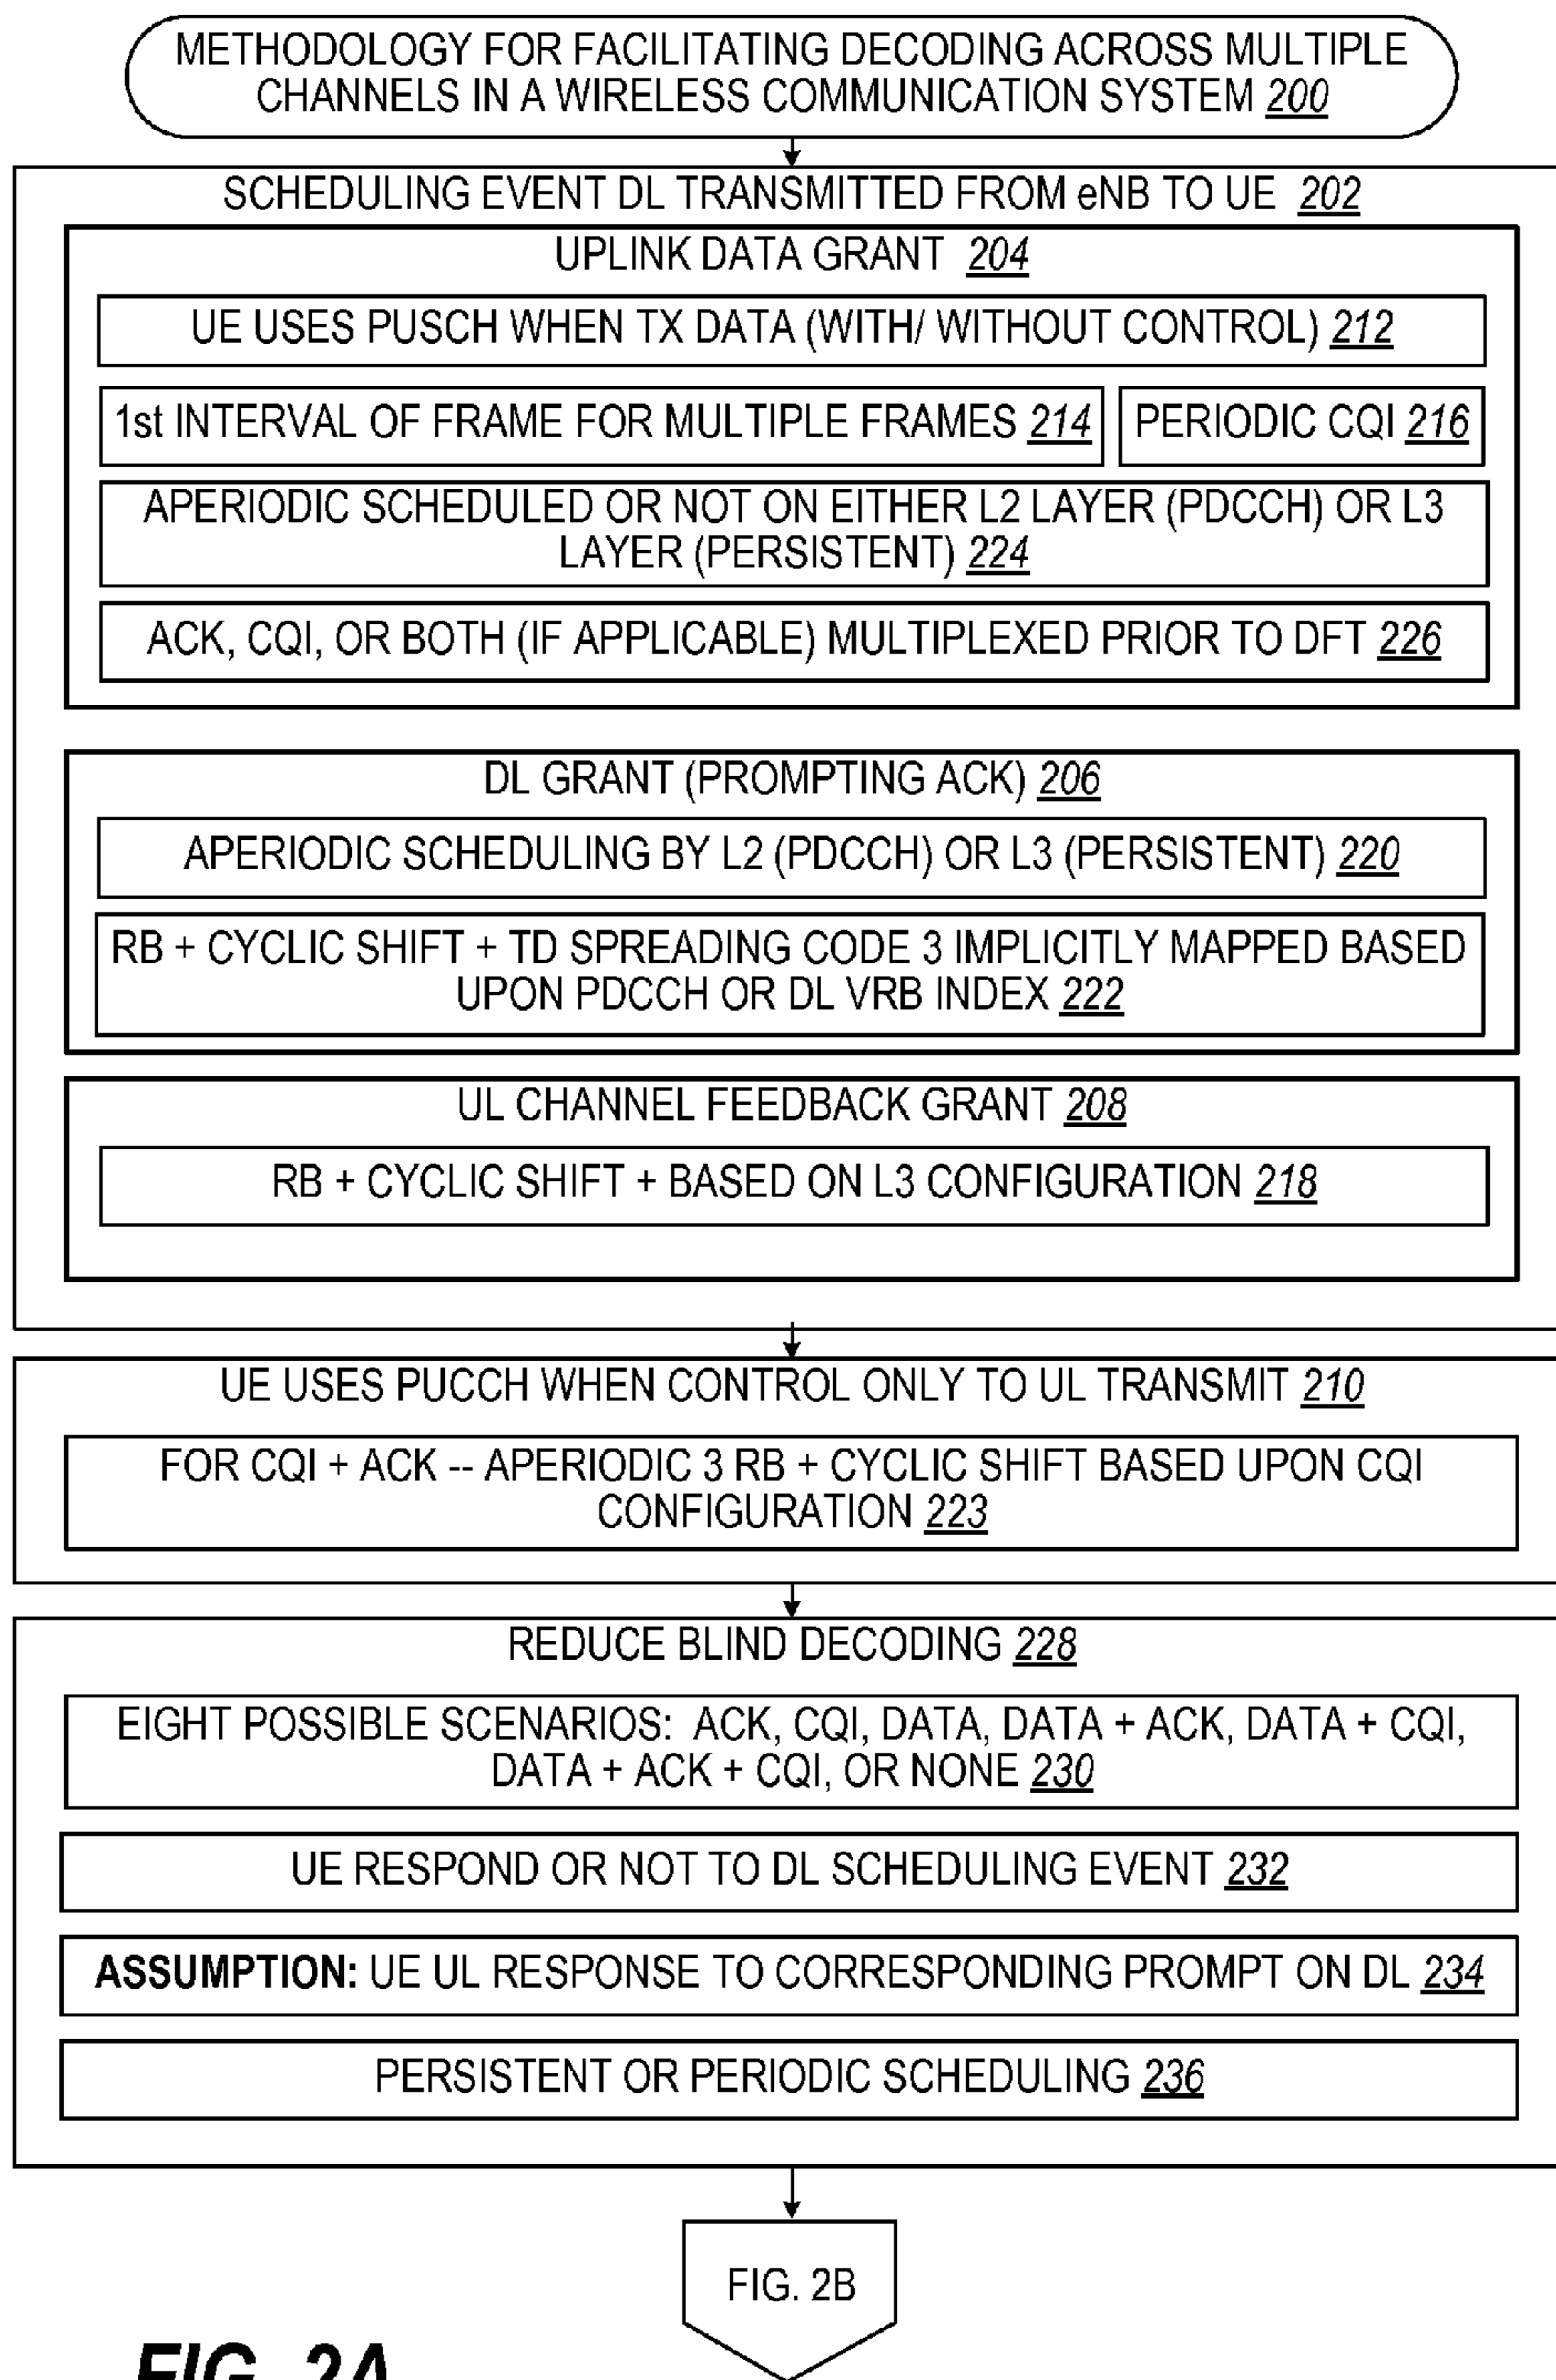 METHODOLOGY FOR FACILITATING DECODING ACROSS MULTIPLE
CHANNELS IN A WIRELESS COMMUNICATION SYSTEM 200
SCHEDULING EVENT DL TRANSMITTED FROM eNB TO UE 202
UPLINK DATA GRANT 204
UE USES PUSCH WHEN TX DATA (WITH/ WITHOUT CONTROL) 212
1st INTERVAL OF FRAME FOR MULTIPLE FRAMES 214
PERIODIC CQI 216
APERIODIC SCHEDULED OR NOT ON EITHER L2 LAYER (PDCCH) OR L3
LAYER (PERSISTENT) 224
ACK, CQI, OR BOTH (IF APPLICABLE) MULTIPLEXED PRIOR TO DFT 226
DL GRANT (PROMPTING ACK) 206
APERIODIC SCHEDULING BY L2 (PDCCH) OR L3 (PERSISTENT) 220
RB + CYCLIC SHIFT + TD SPREADING CODE 3 IMPLICITLY MAPPED BASED
UPON PDCCH OR DL VRB INDEX 222
UL CHANNEL FEEDBACK GRANT 208
RB + CYCLIC SHIFT + BASED ON L3 CONFIGURATION 218
UE USES PUCCH WHEN CONTROL ONLY TO UL TRANSMIT 210
FOR CQI + ACK -- APERIODIC 3 RB + CYCLIC SHIFT BASED UPON CQI
CONFIGURATION 223
REDUCE BLIND DECODING 228
EIGHT POSSIBLE SCENARIOS: ACK, CQI, DATA, DATA + ACK, DATA + CQI,
DATA + ACK + CQI, OR NONE 230
UE RESPOND OR NOT TO DL SCHEDULING EVENT 232
ASSUMPTION: UE UL RESPONSE TO CORRESPONDING PROMPT ON DL 234
PERSISTENT OR PERIODIC SCHEDULING 236
FIG. 2B
FIG. 2A